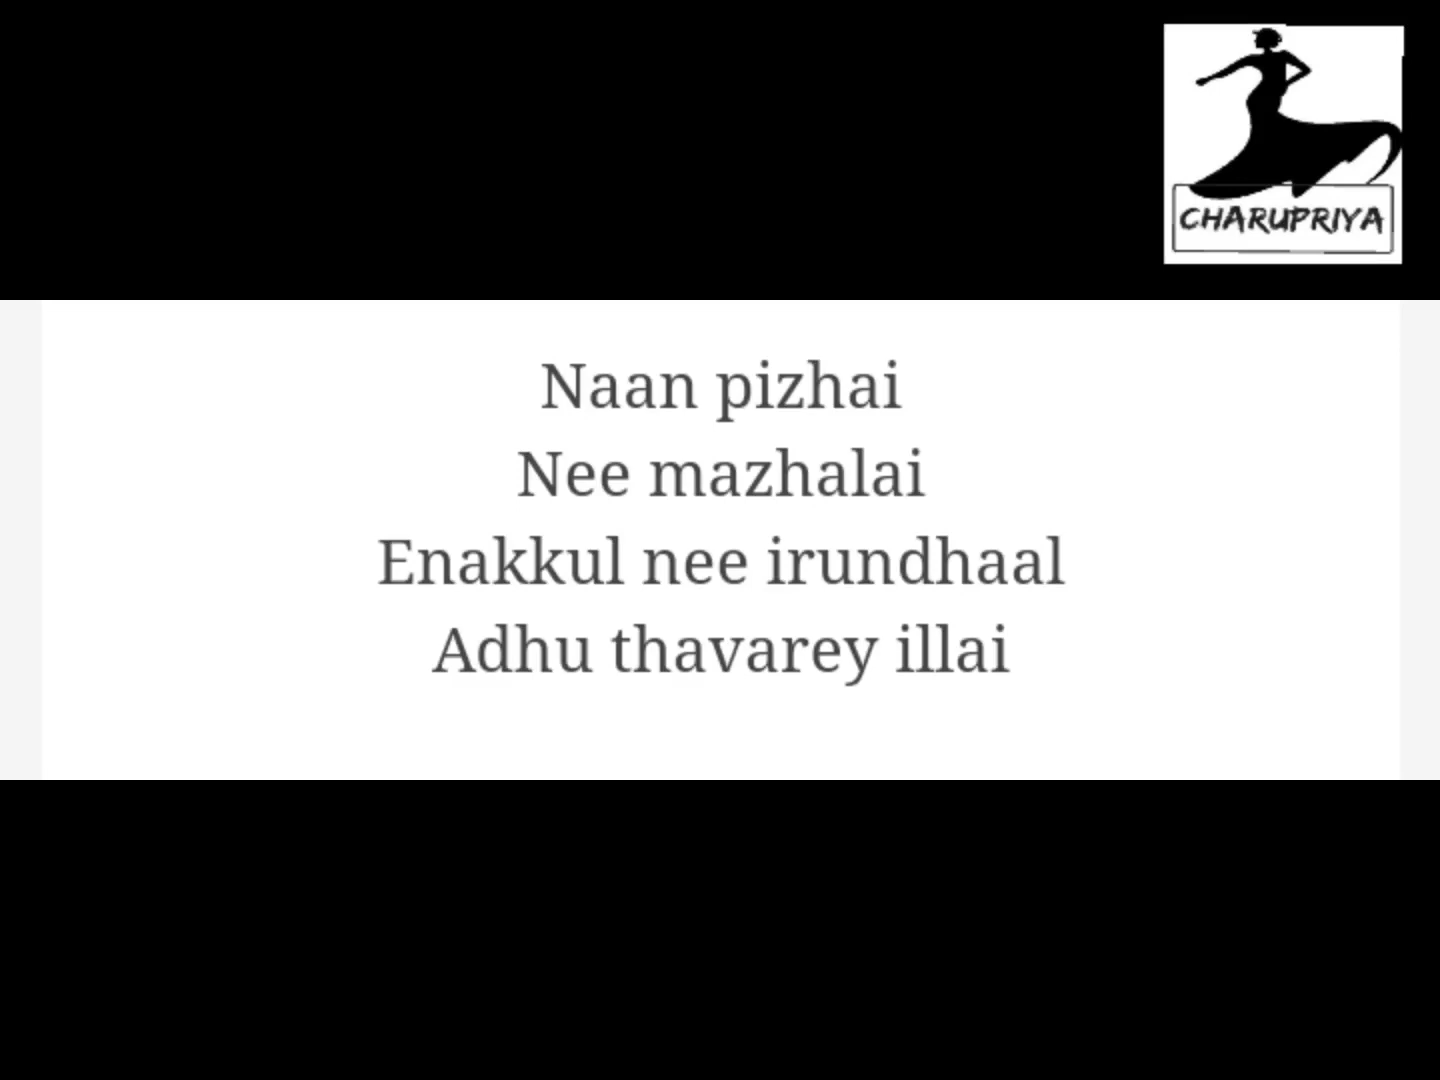 CHARUPRIYA
Naan pizhai
Nee mazhalai
Enakkul nee irundhaal
Adhu thavarey illai